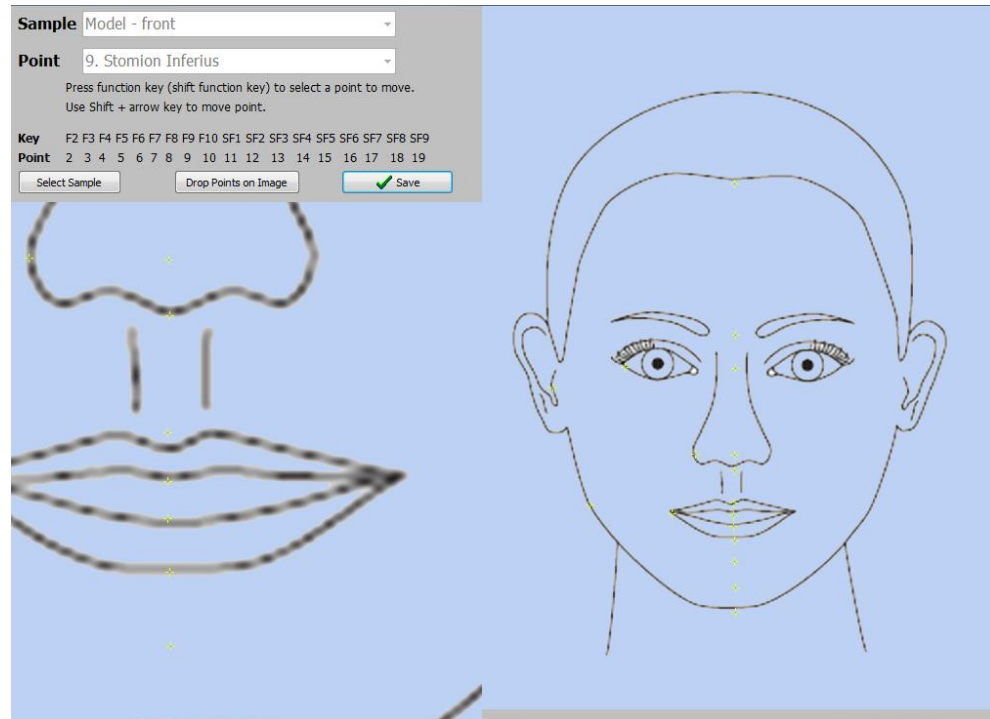 Sample Model - front
Point 9. Stomion Inferius
Press function key (shift function key) to select a point to move.
Use Shift + arrow key to move point.
Key F2 F3 F4 F5 F6 F7 F8 F9 F10 SF1 SF2 SF3 SF4 SF5 SF6 SF7 SF8 SF9
Point 2 3 4 5 6 7 8 9 10 11 12 13 14 15 16 17 18 19
Select Sample Drop Points on Image Save